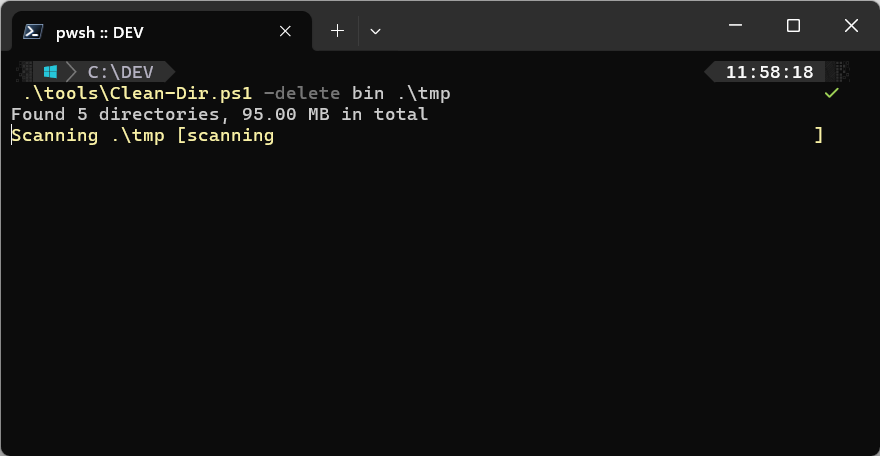 pwsh :: DEV
C:\DEV
11:58:18
.\tools\Clean-Dir.ps1 -delete bin .\tmp
Found 5 directories, 95.00 MB in total
Scanning .\tmp [scanning ]